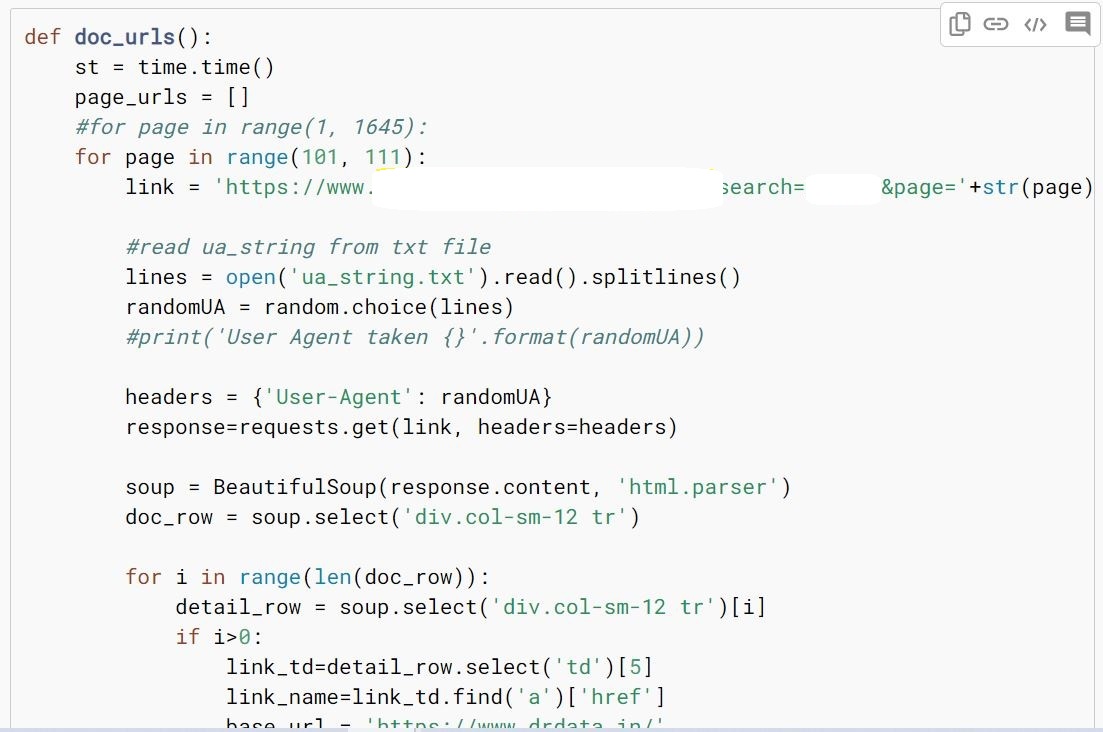 def doc_urls():
st = time.time()
page_urls = []
#for page in range(1, 1645):
for page in range(101, 111):
link = 'https://www. search= &page='+str(page)
#read ua_string from txt file
lines = open('ua_string.txt').read().splitlines()
randomUA = random.choice(lines)
#print('User Agent taken {}'.format(randomUA))
headers = {'User-Agent': randomUA}
response=requests.get(link, headers=headers)
soup = BeautifulSoup(response.content, 'html.parser')
doc_row = soup.select('div.col-sm-12 tr')
for i in range(len(doc_row)):
detail_row = soup.select('div.col-sm-12 tr')[i]
if i>0:
link_td=detail_row.select('td')[5]
link_name=link_td.find('a')['href']
base_url = 'https://www.drdata.in/'